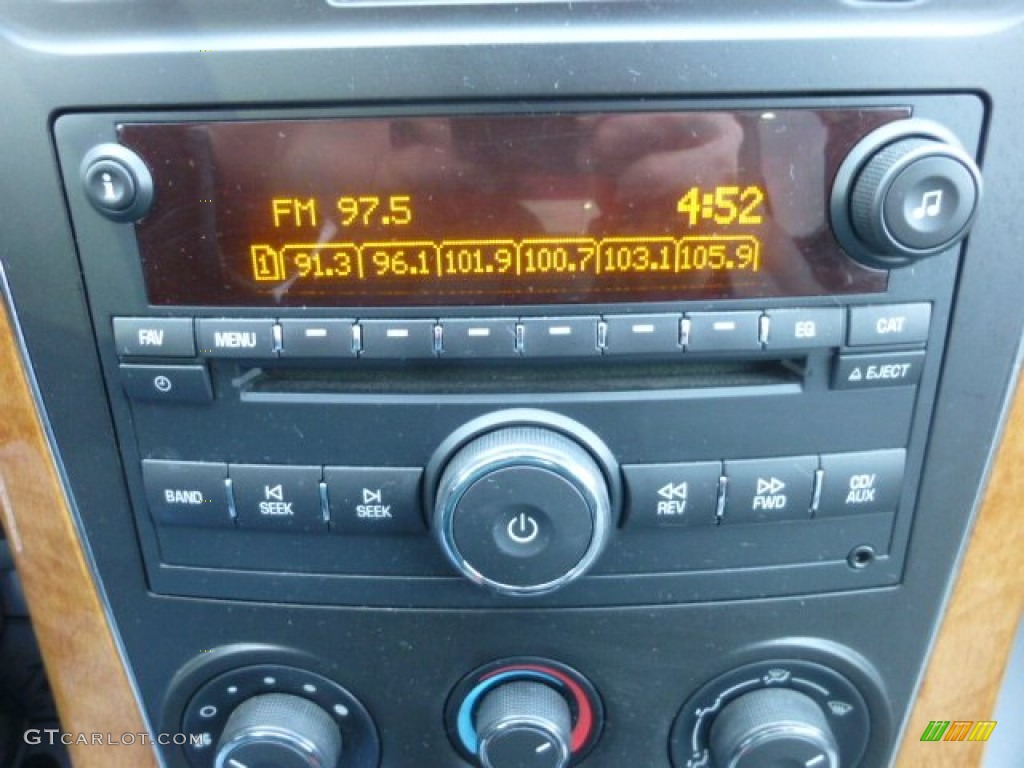 i
FM 97.5 4:52
1 91.3 96.1 101.9 100.7 103.1 105.9
FAV MENU EQ CAT
EJECT
BAND SEEK SEEK REV FWD CD/AUX
GTCARLOT.COM